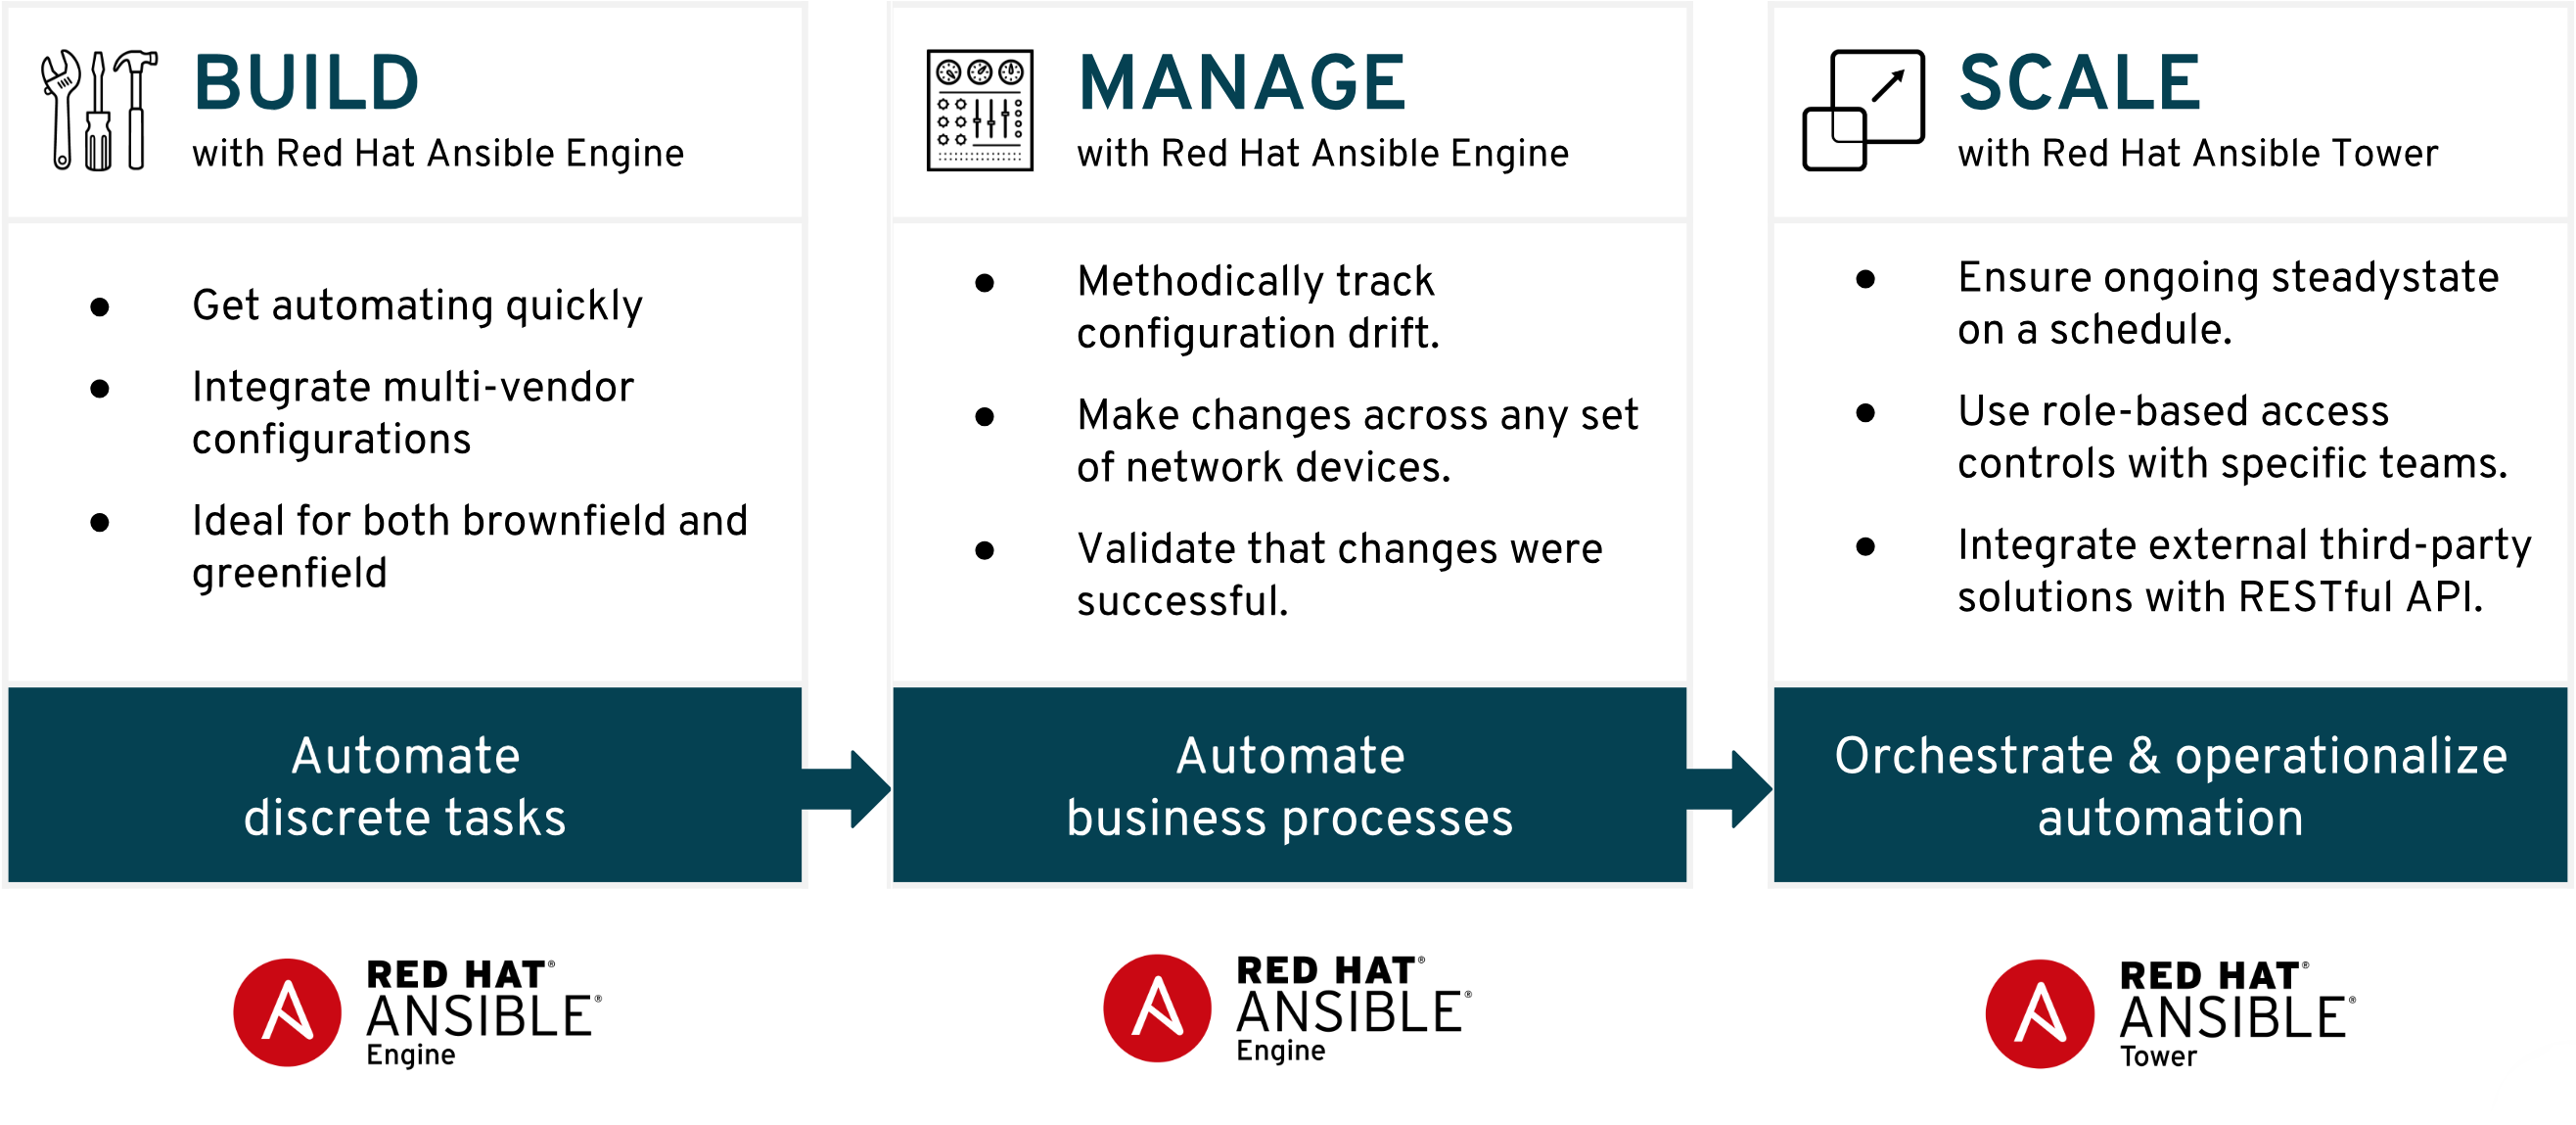 BUILD
with Red Hat Ansible Engine
● Get automating quickly
● Integrate multi-vendor
configurations
● Ideal for both brownfield and
greenfield
Automate
discrete tasks
RED HAT®
ANSIBLE®
Engine
MANAGE
with Red Hat Ansible Engine
● Methodically track
configuration drift.
● Make changes across any set
of network devices.
● Validate that changes were
successful.
Automate
business processes
RED HAT®
ANSIBLE®
Engine
SCALE
with Red Hat Ansible Tower
● Ensure ongoing steadystate
on a schedule.
● Use role-based access
controls with specific teams.
● Integrate external third-party
solutions with RESTful API.
Orchestrate & operationalize
automation
RED HAT®
ANSIBLE®
Tower